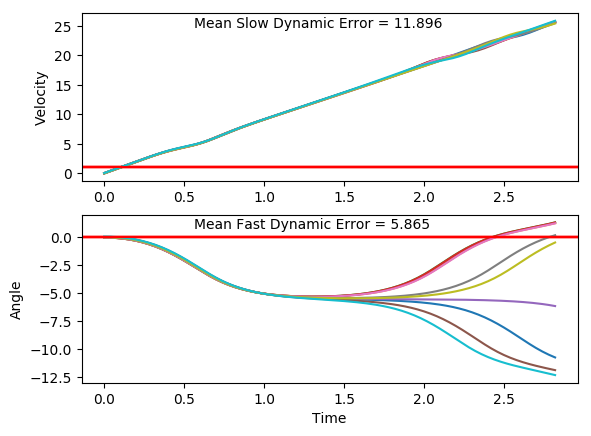 Mean Slow Dynamic Error = 11.896
25
20
15
10
5
0
Velocity
0.0 0.5 1.0 1.5 2.0 2.5
Mean Fast Dynamic Error = 5.865
0.0
−2.5
−5.0
−7.5
−10.0
−12.5
Angle
0.0 0.5 1.0 1.5 2.0 2.5
Time